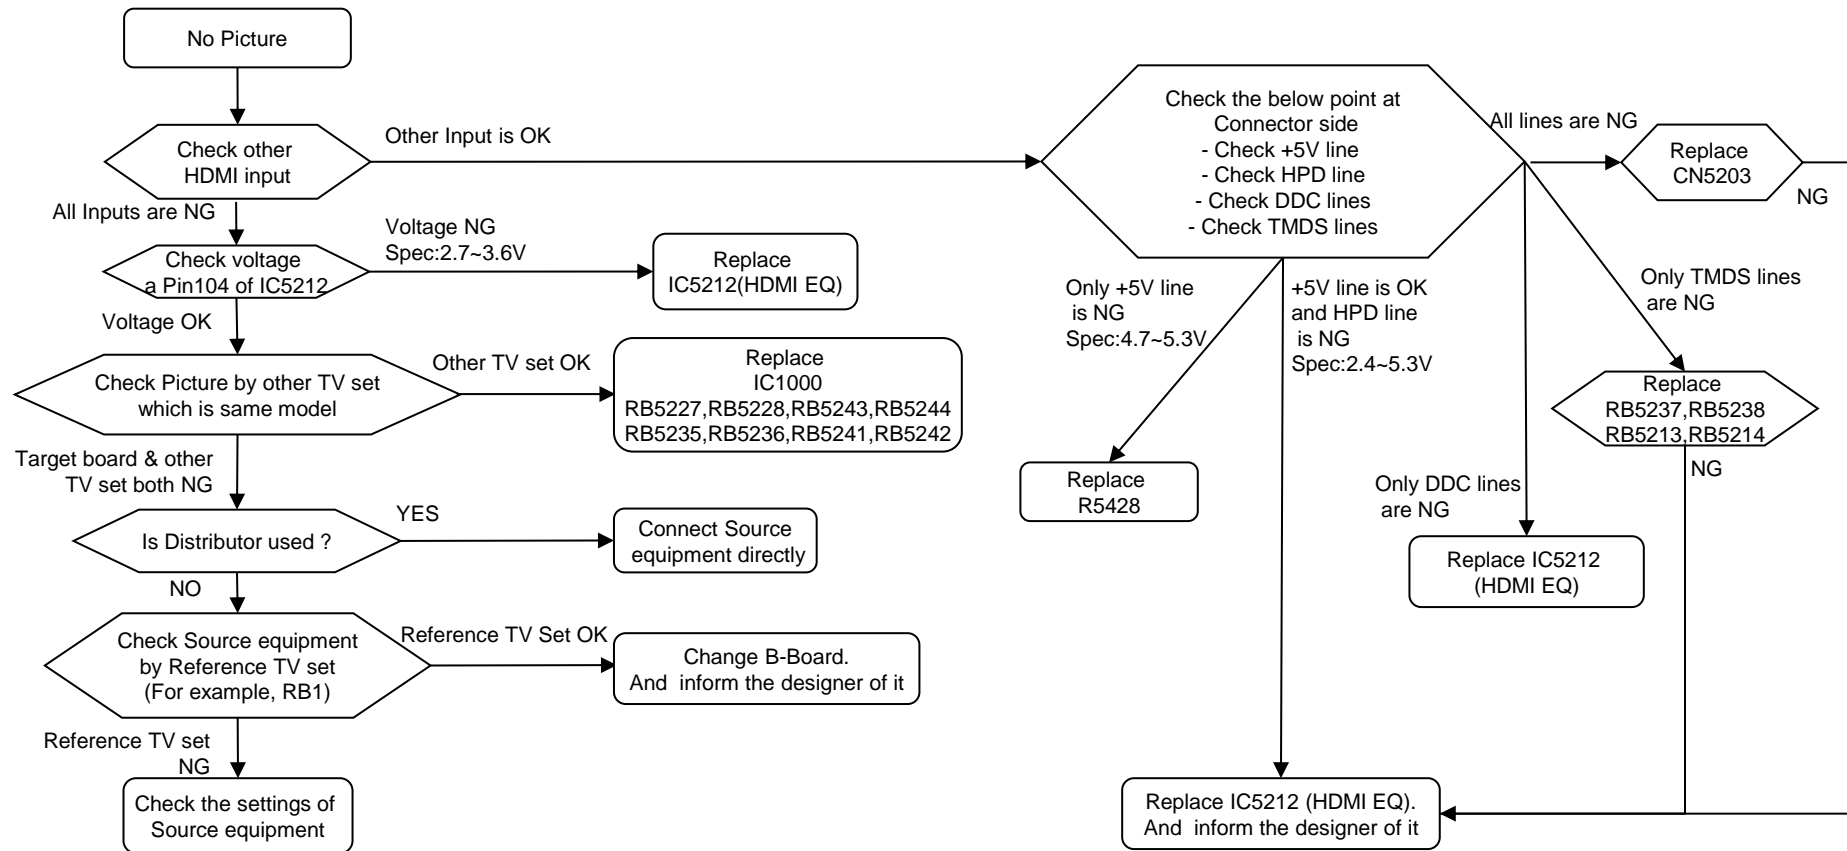 No Picture
Check other
HDMI input
Other Input is OK
All Inputs are NG
Check voltage
a Pin104 of IC5212
Voltage NG
Spec:2.7~3.6V
Replace
IC5212(HDMI EQ)
Voltage OK
Check Picture by other TV set
which is same model
Other TV set OK
Replace
IC1000
RB5227,RB5228,RB5243,RB5244
RB5235,RB5236,RB5241,RB5242
Target board & other
TV set both NG
Is Distributor used ?
YES
Connect Source
equipment directly
NO
Check Source equipment
by Reference TV set
(For example, RB1)
Reference TV Set OK
Change B-Board.
And inform the designer of it
Reference TV set
NG
Check the settings of
Source equipment
Check the below point at
Connector side
- Check +5V line
- Check HPD line
- Check DDC lines
- Check TMDS lines
All lines are NG
Replace
CN5203
NG
Only +5V line
is NG
Spec:4.7~5.3V
Replace
R5428
+5V line is OK
and HPD line
is NG
Spec:2.4~5.3V
Only DDC lines
are NG
Replace IC5212
(HDMI EQ)
Only TMDS lines
are NG
Replace
RB5237,RB5238
RB5213,RB5214
NG
Replace IC5212 (HDMI EQ).
And inform the designer of it